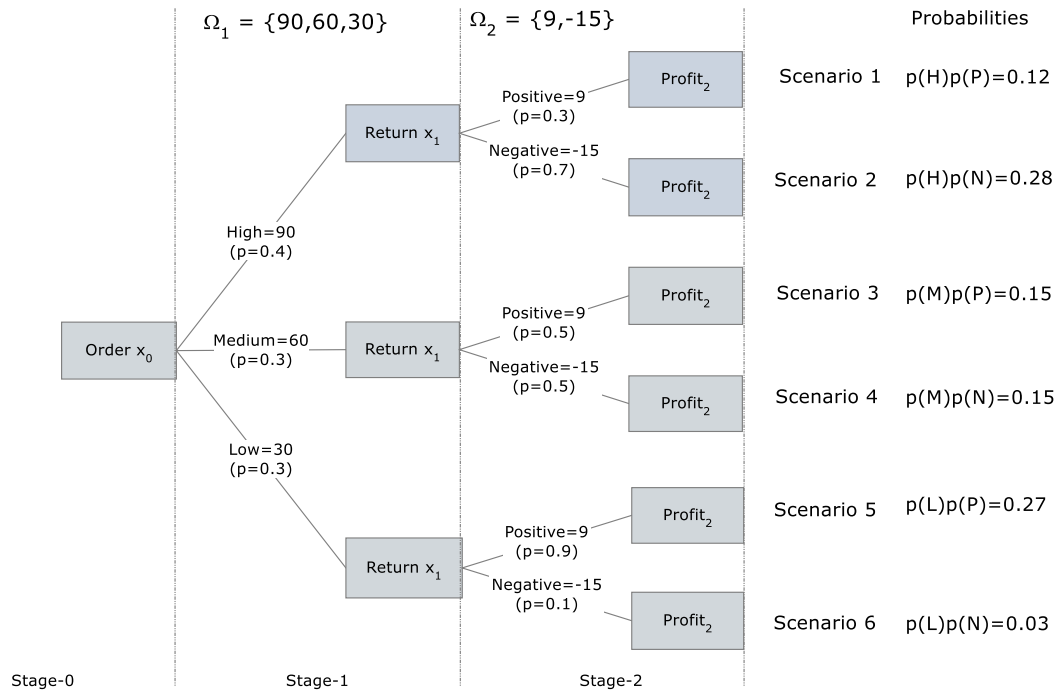 Ω₁ = {90,60,30}
Ω₂ = {9,-15}
Probabilities
Order x₀
High=90
(p=0.4)
Medium=60
(p=0.3)
Low=30
(p=0.3)
Return x₁
Positive=9
(p=0.3)
Negative=-15
(p=0.7)
Profit₂
Scenario 1
p(H)p(P)=0.12
Profit₂
Scenario 2
p(H)p(N)=0.28
Return x₁
Positive=9
(p=0.5)
Negative=-15
(p=0.5)
Profit₂
Scenario 3
p(M)p(P)=0.15
Profit₂
Scenario 4
p(M)p(N)=0.15
Return x₁
Positive=9
(p=0.9)
Negative=-15
(p=0.1)
Profit₂
Scenario 5
p(L)p(P)=0.27
Profit₂
Scenario 6
p(L)p(N)=0.03
Stage-0
Stage-1
Stage-2